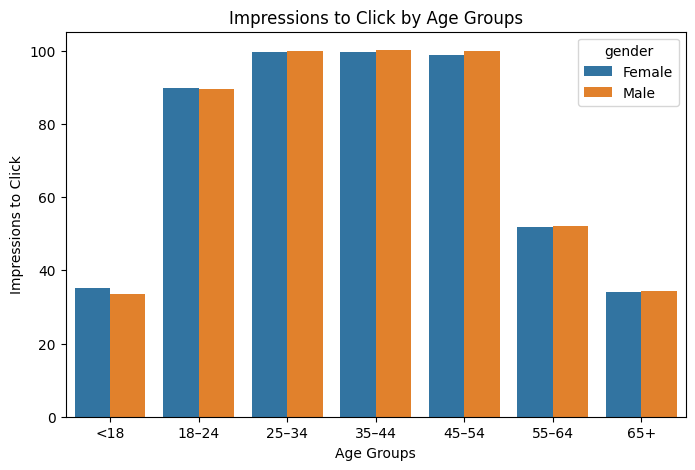 Impressions to Click by Age Groups
gender
Female
Male
Impressions to Click
100
80
60
40
20
0
<18 18–24 25–34 35–44 45–54 55–64 65+
Age Groups